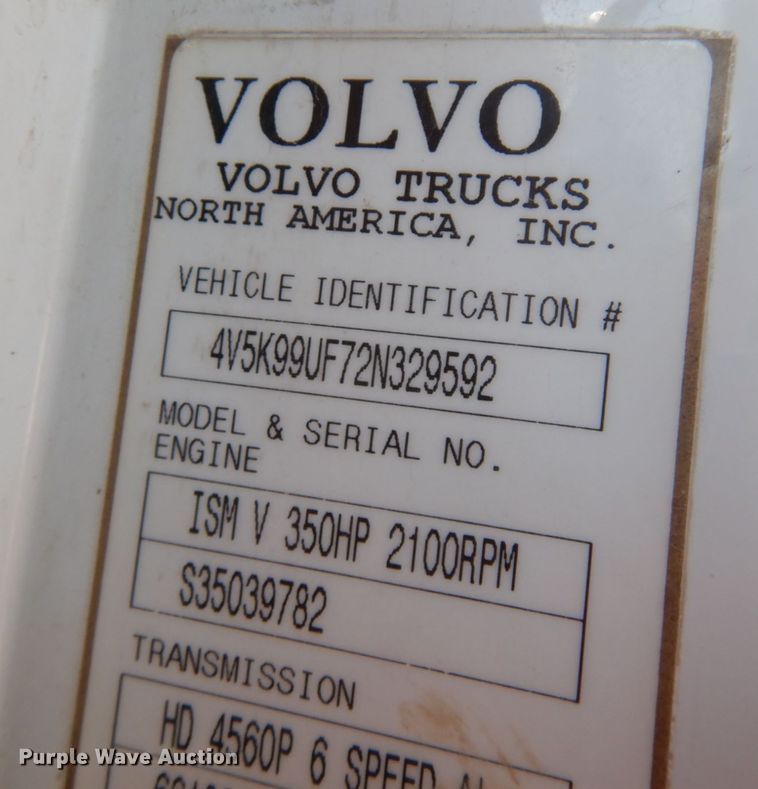 VOLVO
VOLVO TRUCKS
NORTH AMERICA, INC.
VEHICLE IDENTIFICATION #
4V5K99UF72N329592
MODEL & SERIAL NO.
ENGINE
ISM V 350HP 2100RPM
S35039782
TRANSMISSION
HD 4560P 6 SPEED
Purple Wave Auction